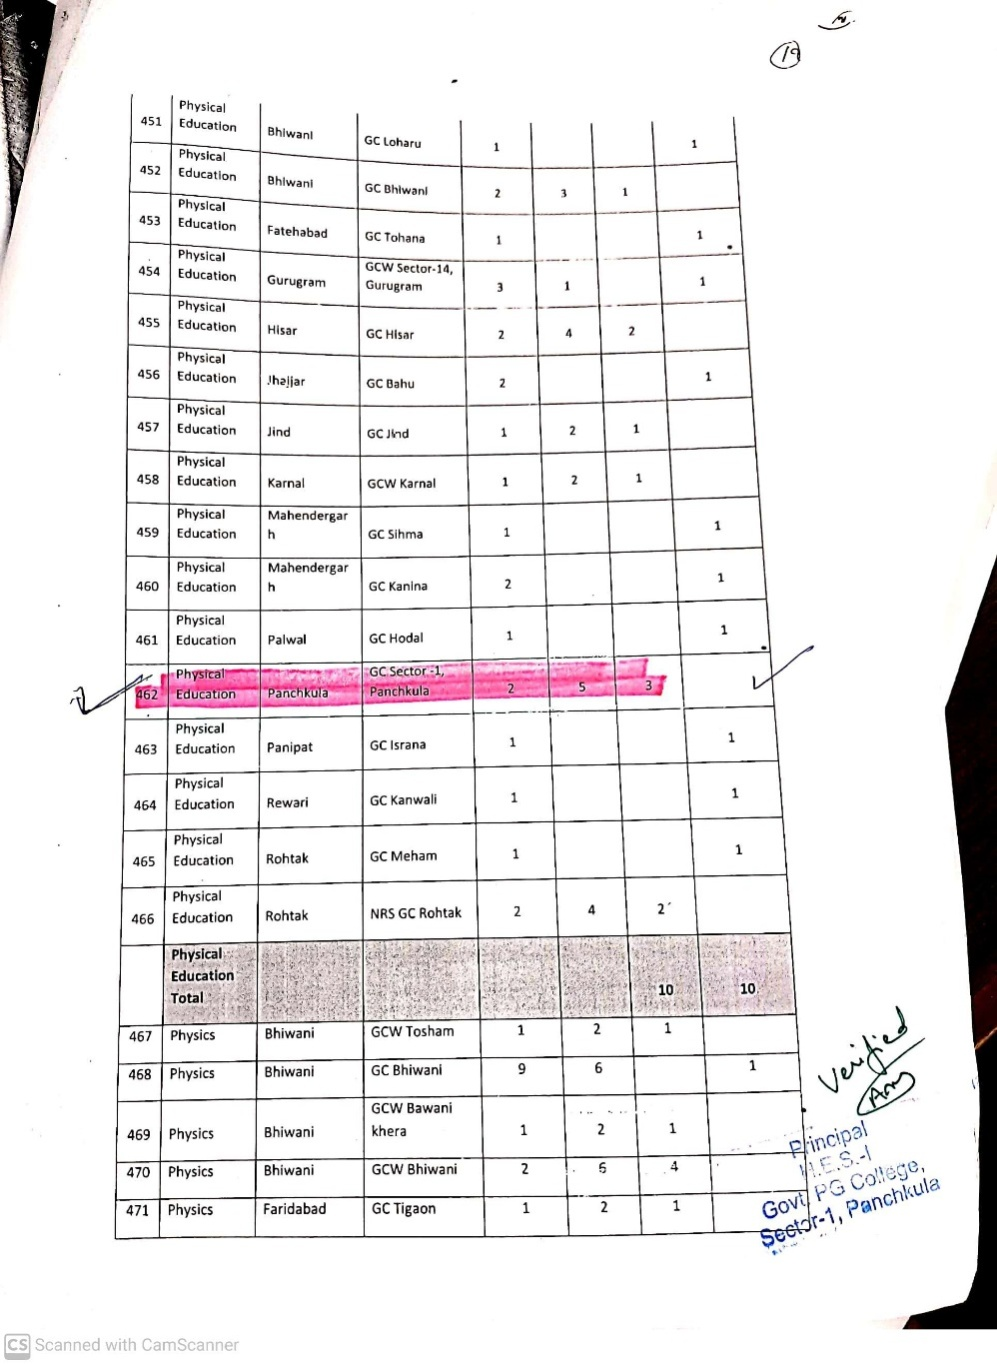 19
451 Physical Education Bhiwani GC Loharu 1 1
452 Physical Education Bhiwani GC Bhiwani 2 3 1
453 Physical Education Fatehabad GC Tohana 1 1
454 Physical Education Gurugram GCW Sector-14, Gurugram 3 1 1
455 Physical Education Hisar GC Hisar 2 4 2
456 Physical Education Jhajjar GC Bahu 2 1
457 Physical Education Jind GC Jind 1 2 1
458 Physical Education Karnal GCW Karnal 1 2 1
459 Physical Education Mahendergar h GC Sihma 1 1
460 Physical Education Mahendergar h GC Kanina 2 1
461 Physical Education Palwal GC Hodal 1 1
462 Physical Education Panchkula GC Sector -1, Panchkula 2 5 3
463 Physical Education Panipat GC Israna 1 1
464 Physical Education Rewari GC Kanwali 1 1
465 Physical Education Rohtak GC Meham 1 1
466 Physical Education Rohtak NRS GC Rohtak 2 4 2
Physical Education Total 10 10
467 Physics Bhiwani GCW Tosham 1 2 1
468 Physics Bhiwani GC Bhiwani 9 6 1
469 Physics Bhiwani GCW Bawani khera 1 2 1
470 Physics Bhiwani GCW Bhiwani 2 6 4
471 Physics Faridabad GC Tigaon 1 2 1
Verified
Principal
H.E.S.-I
Govt. PG College,
Sector-1, Panchkula
CS Scanned with CamScanner